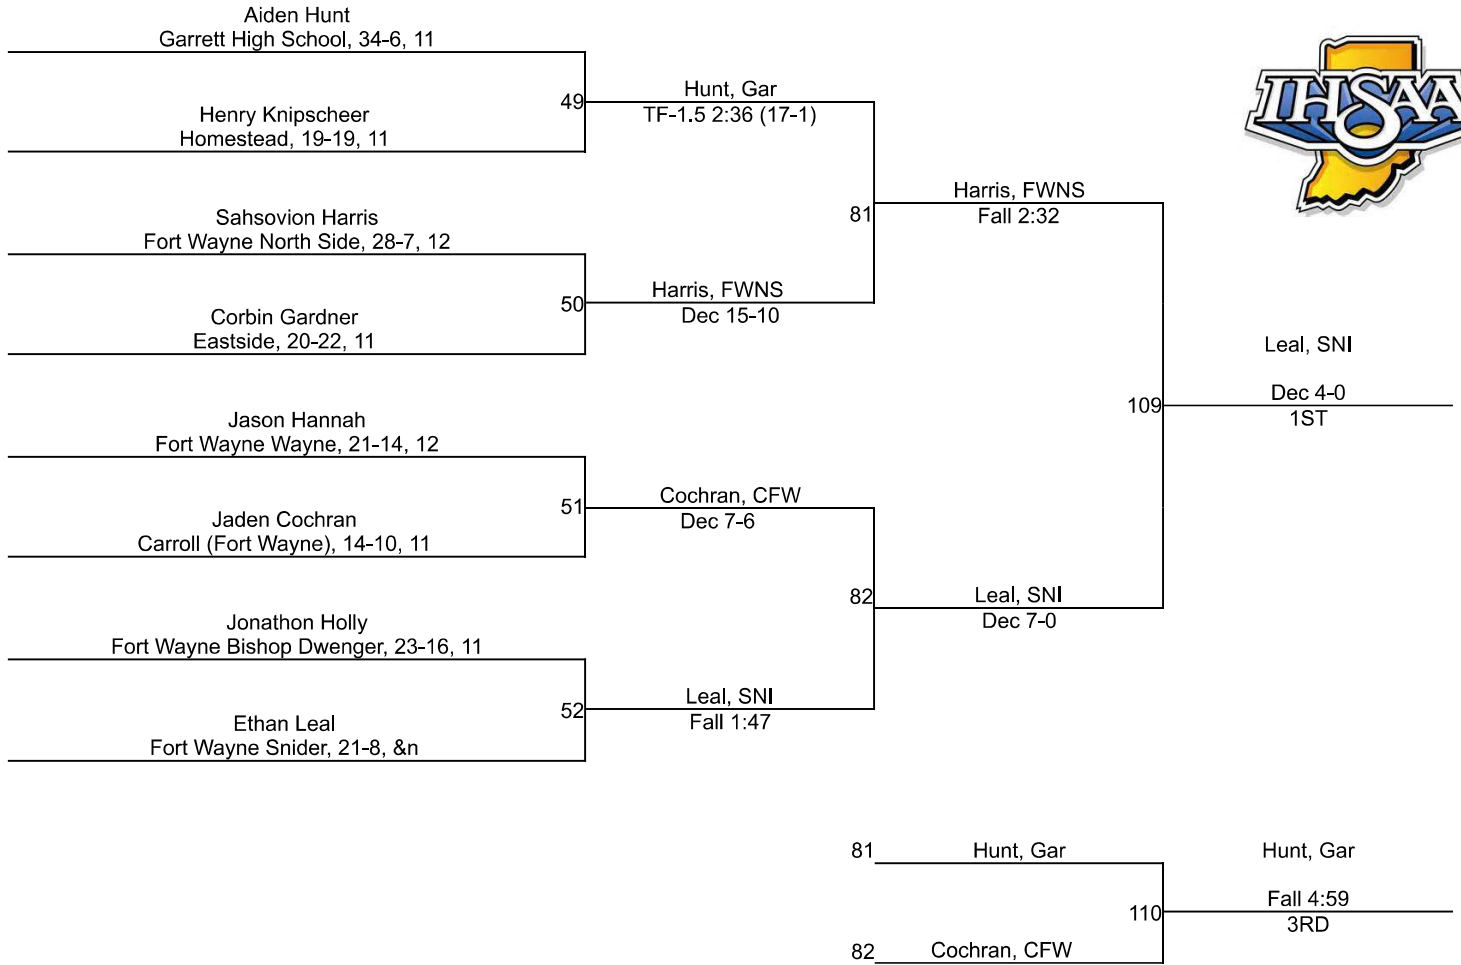 Aiden Hunt
Garrett High School, 34-6, 11
49
Henry Knipscheer
Homestead, 19-19, 11
Hunt, Gar
TF-1.5 2:36 (17-1)
IHSAA
81
Harris, FWNS
Fall 2:32
Sahsovion Harris
Fort Wayne North Side, 28-7, 12
50
Corbin Gardner
Eastside, 20-22, 11
Harris, FWNS
Dec 15-10
109
Leal, SNI
Dec 4-0
1ST
Jason Hannah
Fort Wayne Wayne, 21-14, 12
51
Jaden Cochran
Carroll (Fort Wayne), 14-10, 11
Cochran, CFW
Dec 7-6
82
Leal, SNI
Dec 7-0
Jonathon Holly
Fort Wayne Bishop Dwenger, 23-16, 11
52
Ethan Leal
Fort Wayne Snider, 21-8, &n
Leal, SNI
Fall 1:47
81
Hunt, Gar
110
82
Cochran, CFW
Hunt, Gar
Fall 4:59
3RD